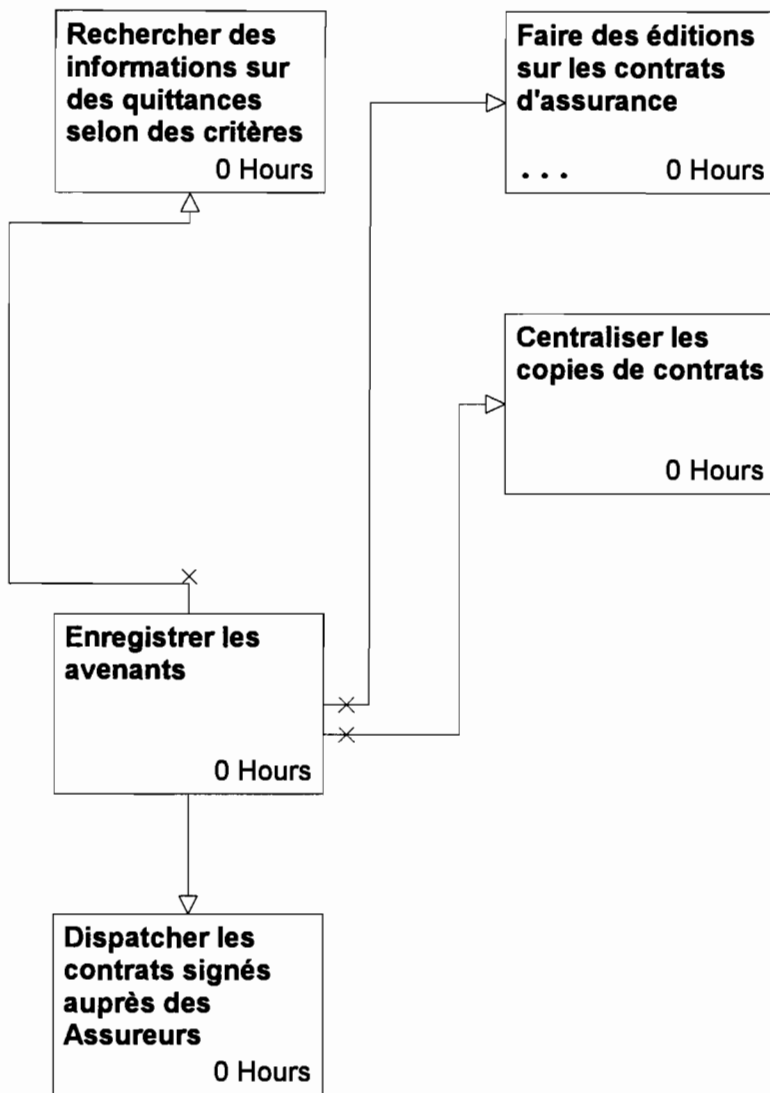 Rechercher des
informations sur
des quittances
selon des critères
0 Hours
Faire des éditions
sur les contrats
d'assurance
. . . 0 Hours
Centraliser les
copies de contrats
0 Hours
Enregistrer les
avenants
0 Hours
Dispatcher les
contrats signés
auprès des
Assureurs
0 Hours